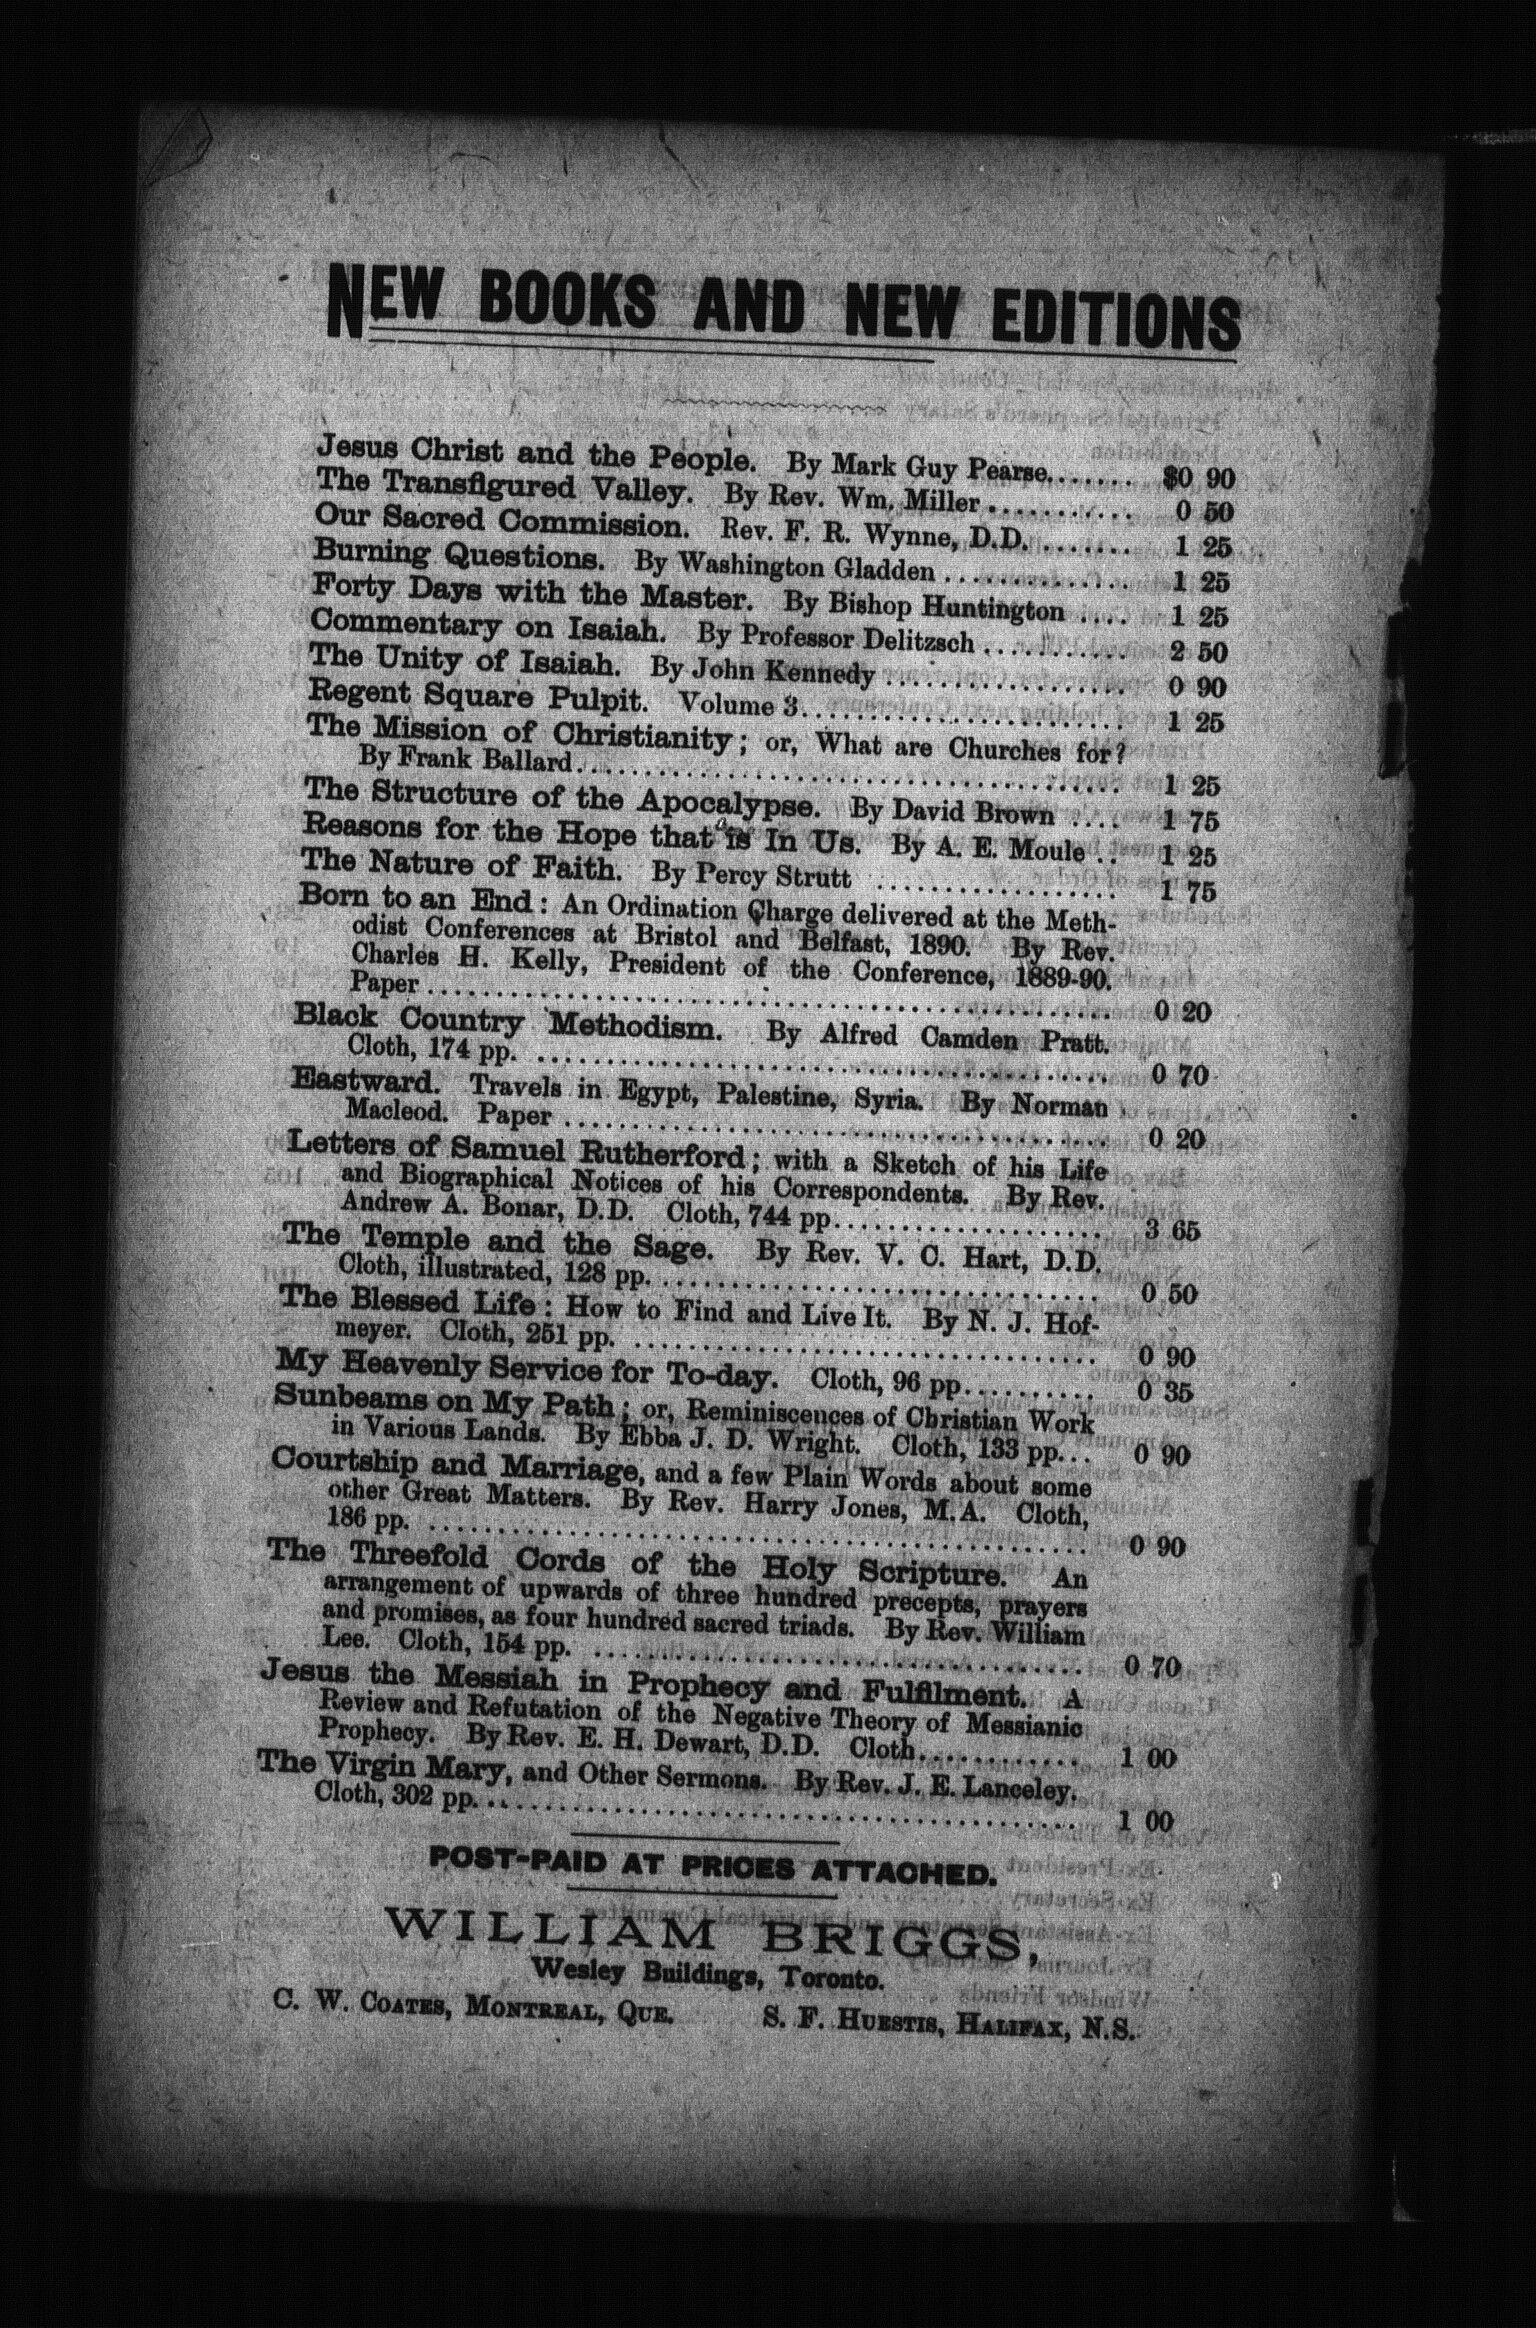 NEW BOOKS AND NEW EDITIONS
Jesus Christ and the People. By Mark Guy Pearse....... $0 90
The Transfigured Valley. By Rev. Wm. Miller........... 0 50
Our Sacred Commission. Rev. F. R. Wynne, D.D. ....... 1 25
Burning Questions. By Washington Gladden .............. 1 25
Forty Days with the Master. By Bishop Huntington .... 1 25
Commentary on Isaiah. By Professor Delitzsch ........... 2 50
The Unity of Isaiah. By John Kennedy .................. 0 90
Regent Square Pulpit. Volume 3........................ 1 25
The Mission of Christianity; or, What are Churches for?
By Frank Ballard........................................ 1 25
The Structure of the Apocalypse. By David Brown .... 1 75
Reasons for the Hope that is In Us. By A. E. Moule .. 1 25
The Nature of Faith. By Percy Strutt .................. 1 75
Born to an End: An Ordination Charge delivered at the Meth-
odist Conferences at Bristol and Belfast, 1890. By Rev.
Charles H. Kelly, President of the Conference, 1889-90.
Paper .................................................. 0 20
Black Country Methodism. By Alfred Camden Pratt.
Cloth, 174 pp. .......................................... 0 70
Eastward. Travels in Egypt, Palestine, Syria. By Norman
Macleod. Paper ........................................ 0 20
Letters of Samuel Rutherford; with a Sketch of his Life
and Biographical Notices of his Correspondents. By Rev.
Andrew A. Bonar, D.D. Cloth, 744 pp.................... 3 65
The Temple and the Sage. By Rev. V. C. Hart, D.D.
Cloth, illustrated, 128 pp. ................................ 0 50
The Blessed Life: How to Find and Live It. By N. J. Hof-
meyer. Cloth, 251 pp. .................................. 0 90
My Heavenly Service for To-day. Cloth, 96 pp.......... 0 35
Sunbeams on My Path; or, Reminiscences of Christian Work
in Various Lands. By Ebba J. D. Wright. Cloth, 133 pp... 0 90
Courtship and Marriage, and a few Plain Words about some
other Great Matters. By Rev. Harry Jones, M.A. Cloth,
186 pp. ................................................ 0 90
The Threefold Cords of the Holy Scripture. An
arrangement of upwards of three hundred precepts, prayers
and promises, as four hundred sacred triads. By Rev. William
Lee. Cloth, 154 pp. .................................... 0 70
Jesus the Messiah in Prophecy and Fulfilment. A
Review and Refutation of the Negative Theory of Messianic
Prophecy. By Rev. E. H. Dewart, D.D. Cloth............ 1 00
The Virgin Mary, and Other Sermons. By Rev. J. E. Lanceley.
Cloth, 302 pp............................................ 1 00
POST-PAID AT PRICES ATTACHED.
WILLIAM BRIGGS,
Wesley Buildings, Toronto.
C. W. COATES, MONTREAL, QUE. S. F. HUESTIS, HALIFAX, N.S.